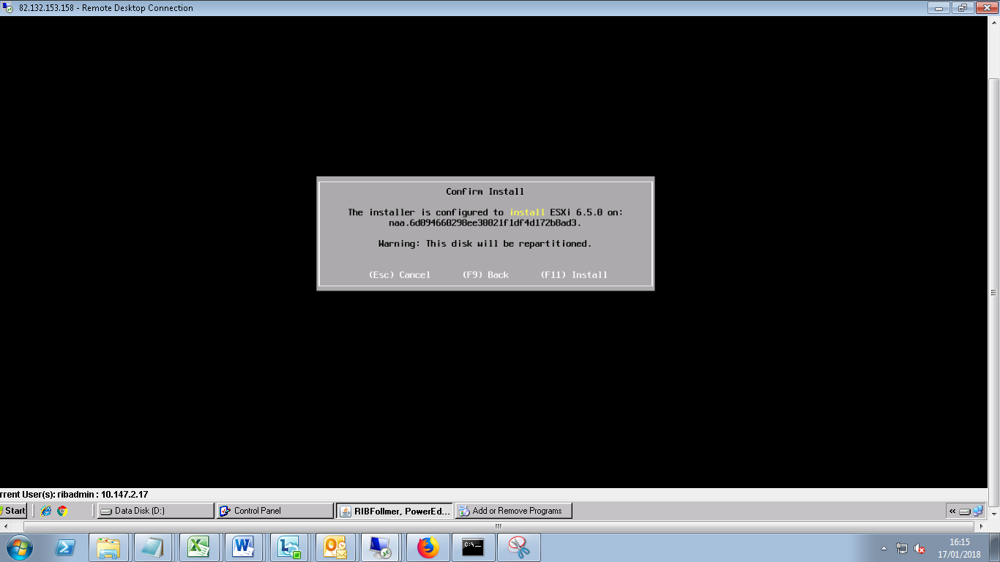 82.132.153.158 - Remote Desktop Connection
Confirm Install
The installer is configured to install ESXi 6.5.0 on:
naa.6d094660298ee30021f1df4d172b8ad3.
Warning: This disk will be repartitioned.
(Esc) Cancel (F9) Back (F11) Install
rrent User(s): ribadmin : 10.147.2.17
Start Data Disk (D:) Control Panel RIBFollmer, PowerEd... Add or Remove Programs
16:15
17/01/2018